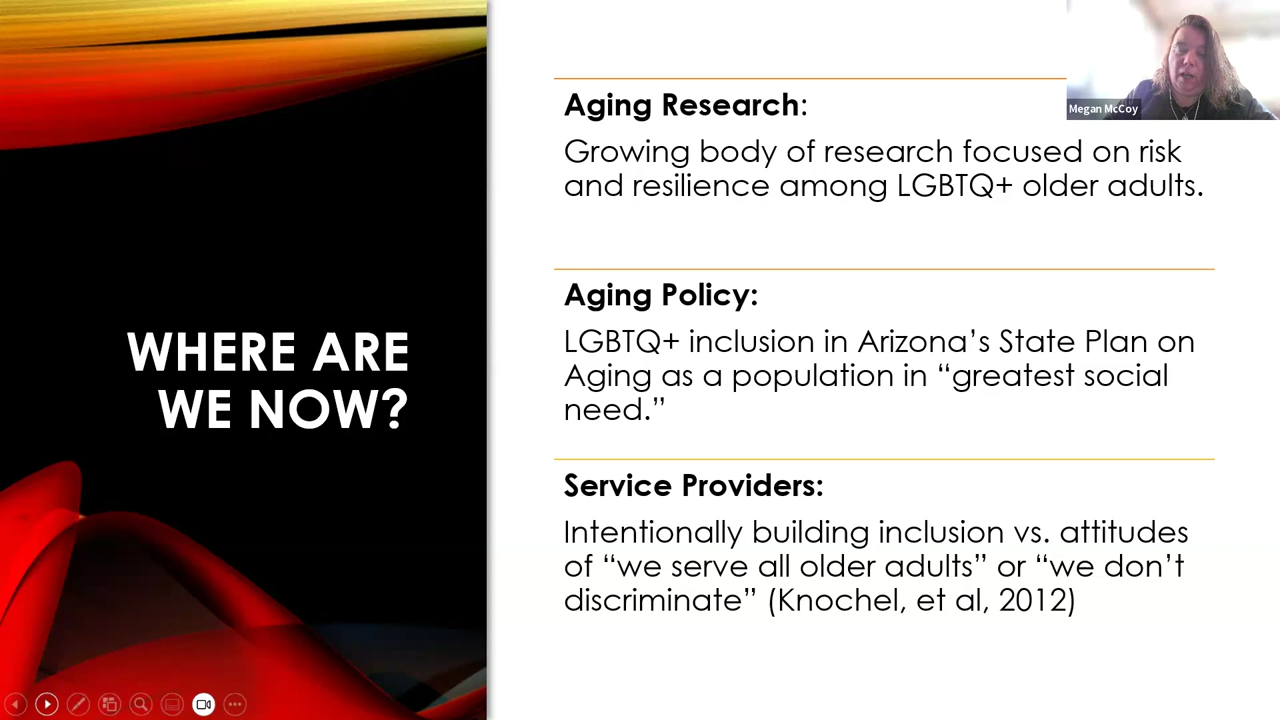 WHERE ARE
WE NOW?
Aging Research:
Growing body of research focused on risk
and resilience among LGBTQ+ older adults.
Aging Policy:
LGBTQ+ inclusion in Arizona’s State Plan on
Aging as a population in “greatest social
need.”
Service Providers:
Intentionally building inclusion vs. attitudes
of “we serve all older adults” or “we don’t
discriminate” (Knochel, et al, 2012)
Megan McCoy